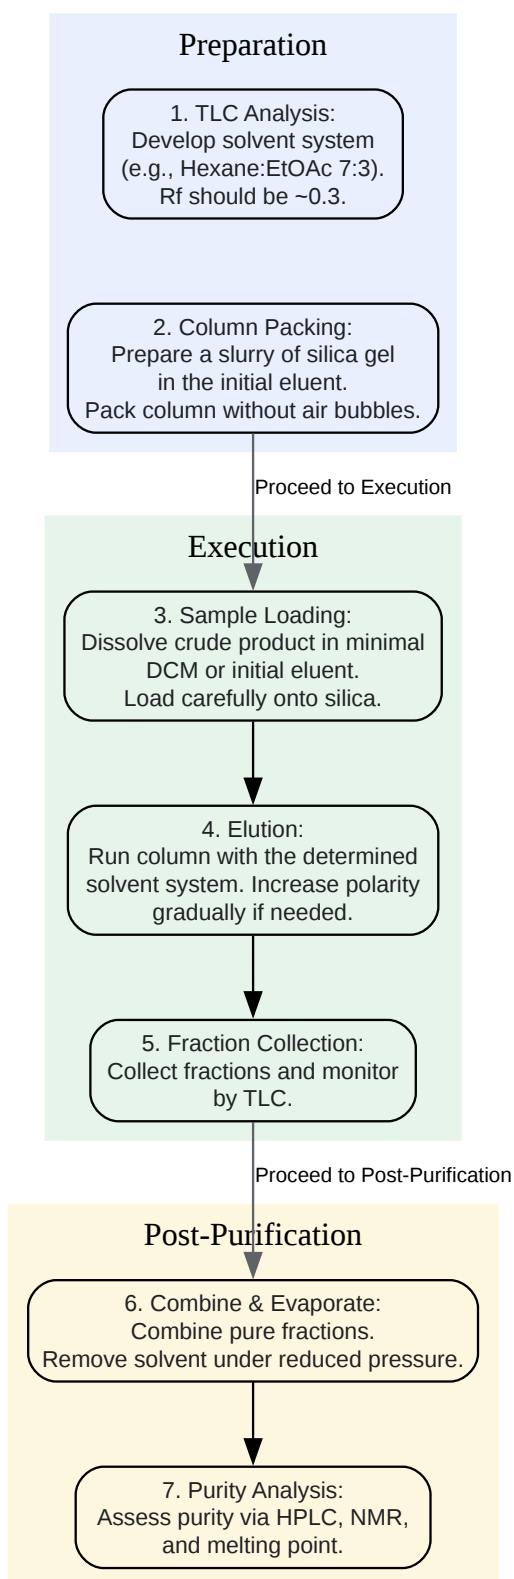 Preparation
1. TLC Analysis:
Develop solvent system
(e.g., Hexane:EtOAc 7:3).
Rf should be ~0.3.
2. Column Packing:
Prepare a slurry of silica gel
in the initial eluent.
Pack column without air bubbles.
Proceed to Execution
Execution
3. Sample Loading:
Dissolve crude product in minimal
DCM or initial eluent.
Load carefully onto silica.
4. Elution:
Run column with the determined
solvent system. Increase polarity
gradually if needed.
5. Fraction Collection:
Collect fractions and monitor
by TLC.
Proceed to Post-Purification
Post-Purification
6. Combine & Evaporate:
Combine pure fractions.
Remove solvent under reduced pressure.
7. Purity Analysis:
Assess purity via HPLC, NMR,
and melting point.